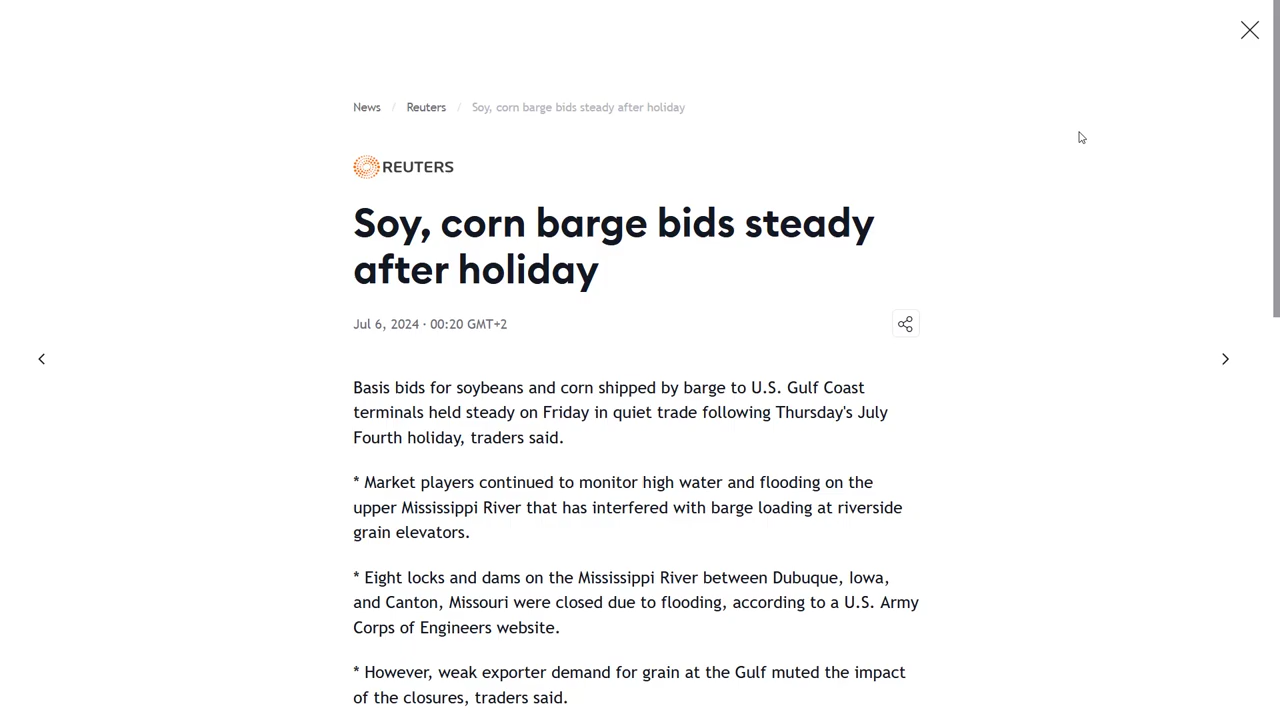 News / Reuters / Soy, corn barge bids steady after holiday
REUTERS
Soy, corn barge bids steady
after holiday
Jul 6, 2024 · 00:20 GMT+2
Basis bids for soybeans and corn shipped by barge to U.S. Gulf Coast
terminals held steady on Friday in quiet trade following Thursday's July
Fourth holiday, traders said.
* Market players continued to monitor high water and flooding on the
upper Mississippi River that has interfered with barge loading at riverside
grain elevators.
* Eight locks and dams on the Mississippi River between Dubuque, Iowa,
and Canton, Missouri were closed due to flooding, according to a U.S. Army
Corps of Engineers website.
* However, weak exporter demand for grain at the Gulf muted the impact
of the closures, traders said.